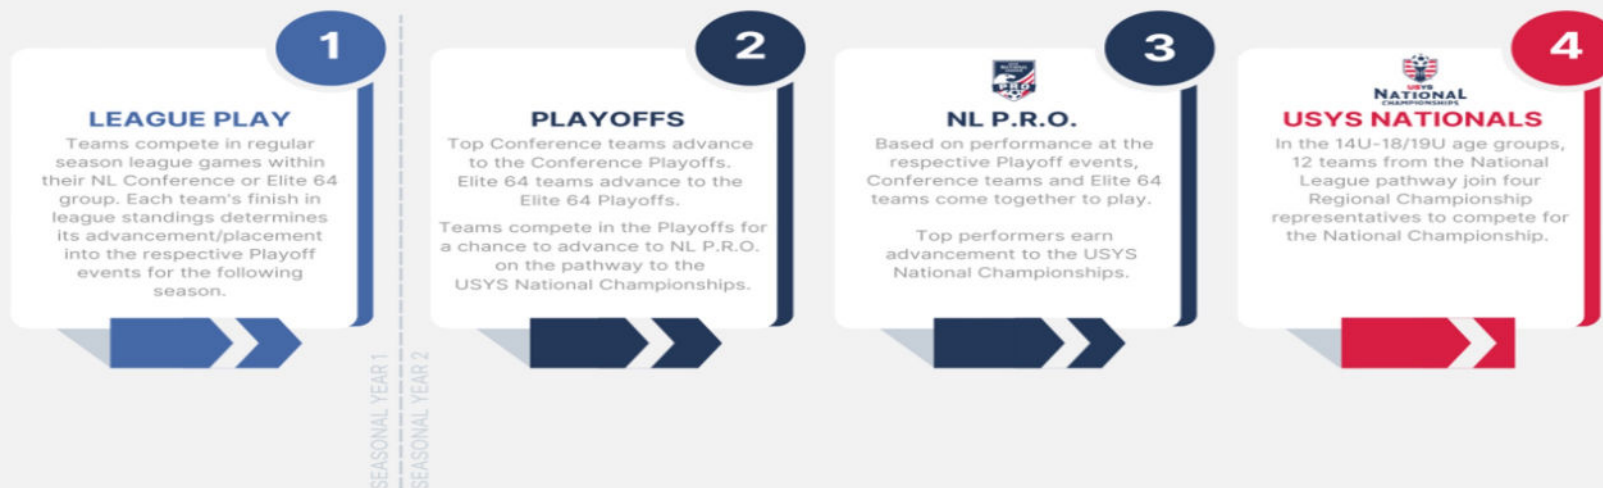 1
LEAGUE PLAY
Teams compete in regular
season league games within
their NL Conference or Elite 64
group. Each team's finish in
league standings determines
its advancement/placement
into the respective Playoff
events for the following
season.
SEASONAL YEAR 1
SEASONAL YEAR 2
2
PLAYOFFS
Top Conference teams advance
to the Conference Playoffs.
Elite 64 teams advance to the
Elite 64 Playoffs.
Teams compete in the Playoffs for
a chance to advance to NL P.R.O.
on the pathway to the
USYS National Championships.
3
PRO
NL P.R.O.
Based on performance at the
respective Playoff events,
Conference teams and Elite 64
teams come together to play.
Top performers earn
advancement to the USYS
National Championships.
4
USYS
NATIONAL
CHAMPIONSHIPS
USYS NATIONALS
In the 14U-18/19U age groups,
12 teams from the National
League pathway join four
Regional Championship
representatives to compete for
the National Championship.